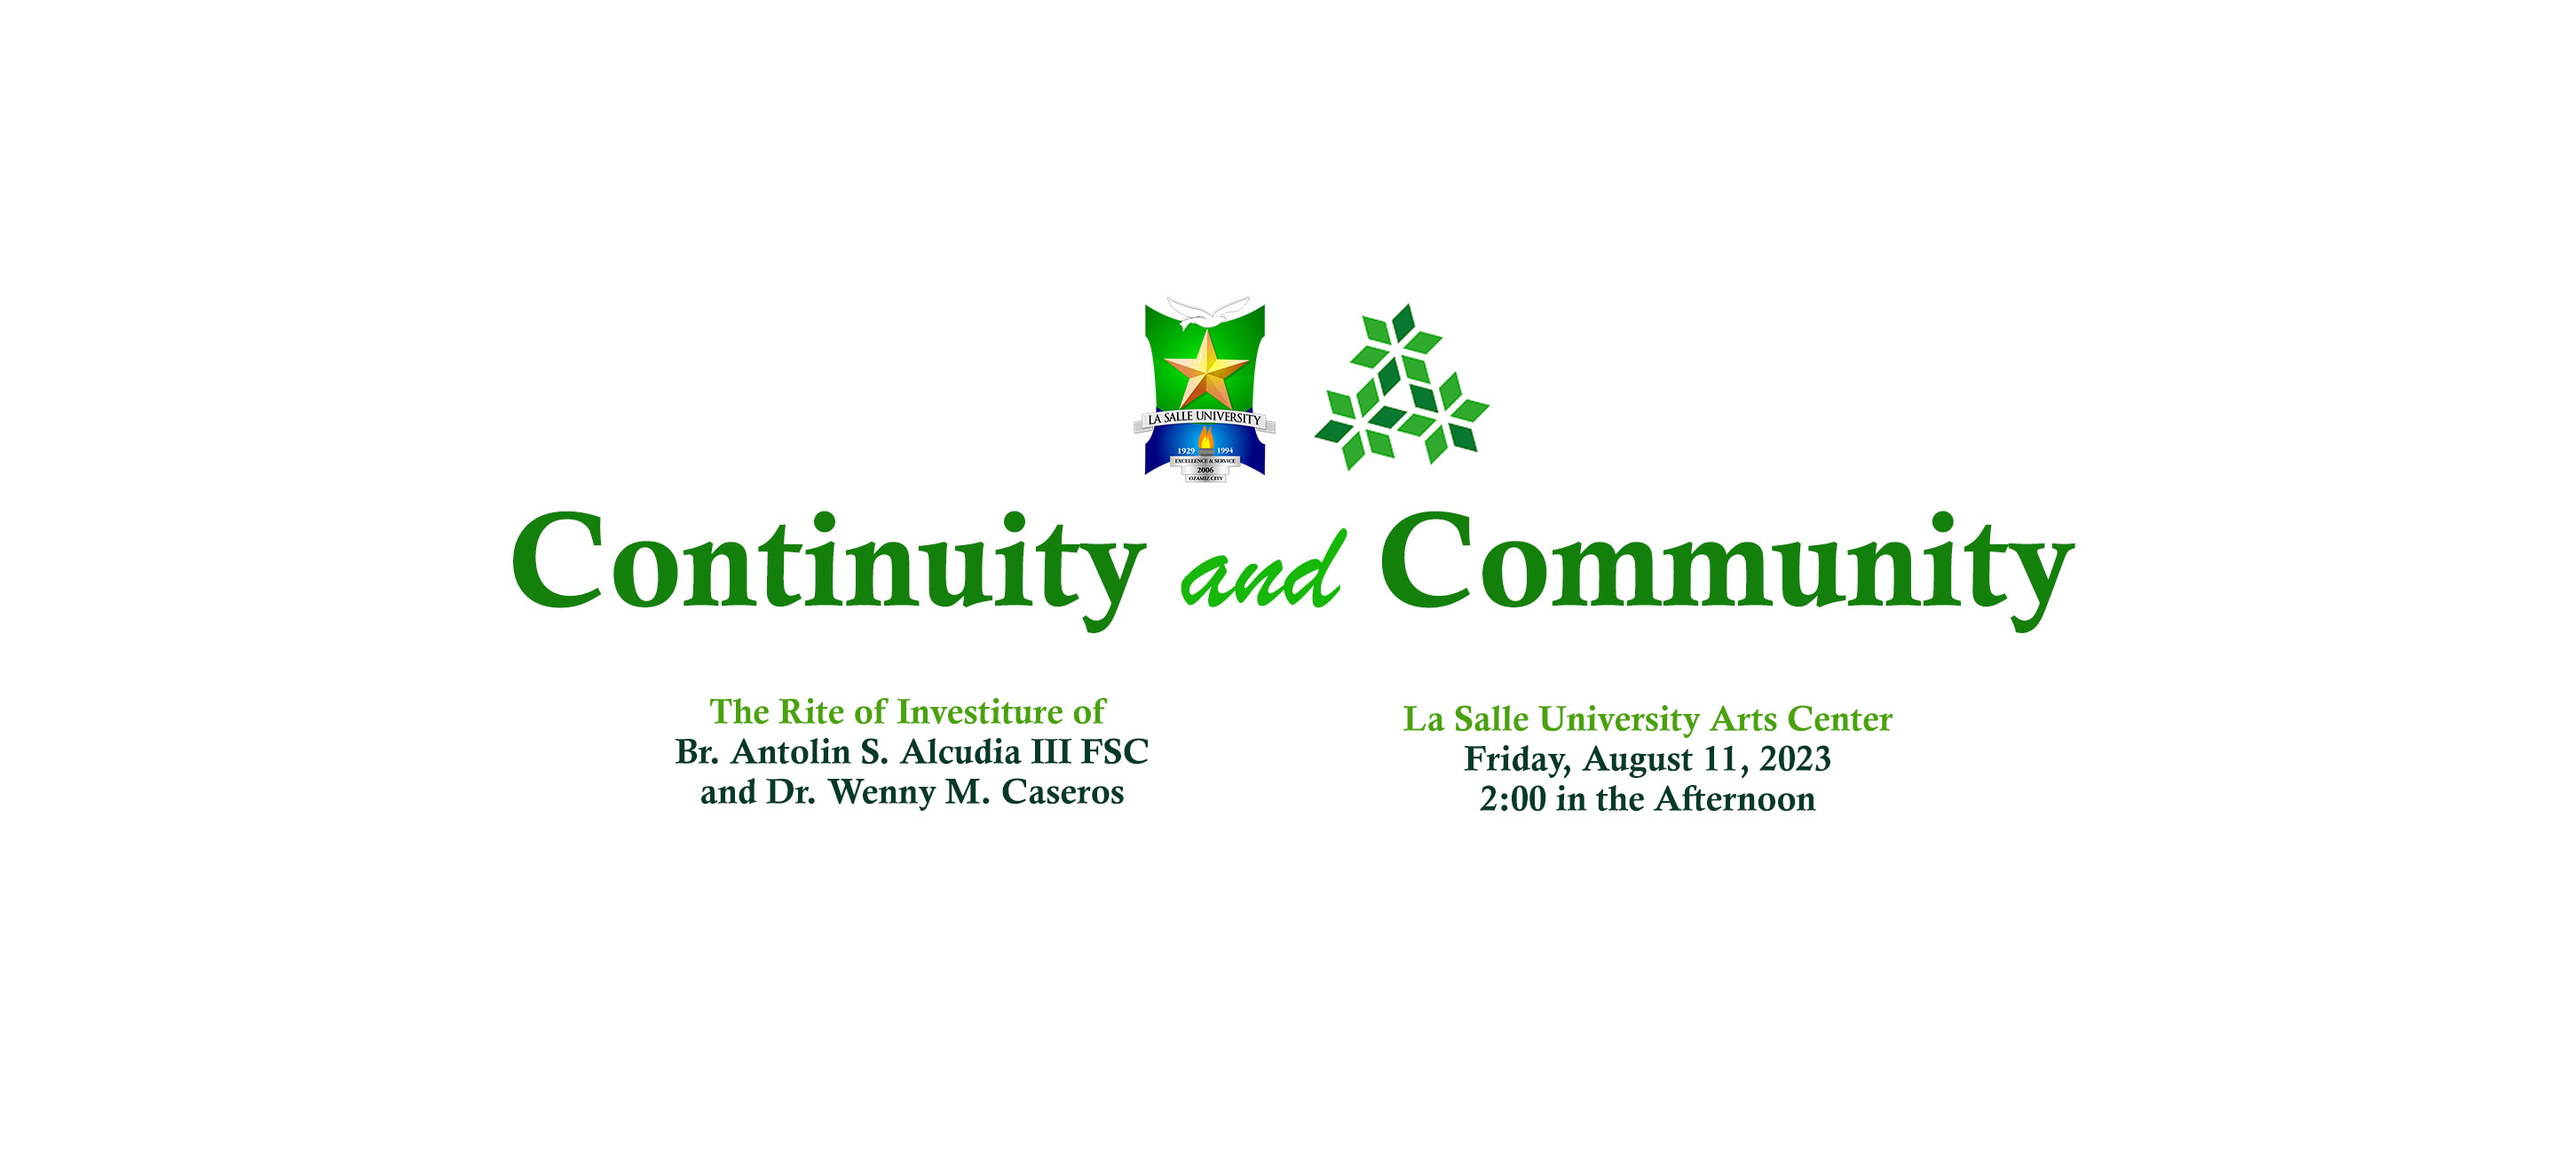 LA SALLE UNIVERSITY
1929 1994
EXCELLENCE & SERVICE
2006
OZAMIZ CITY
Continuity and Community
The Rite of Investiture of
Br. Antolin S. Alcudia III FSC
and Dr. Wenny M. Caseros
La Salle University Arts Center
Friday, August 11, 2023
2:00 in the Afternoon